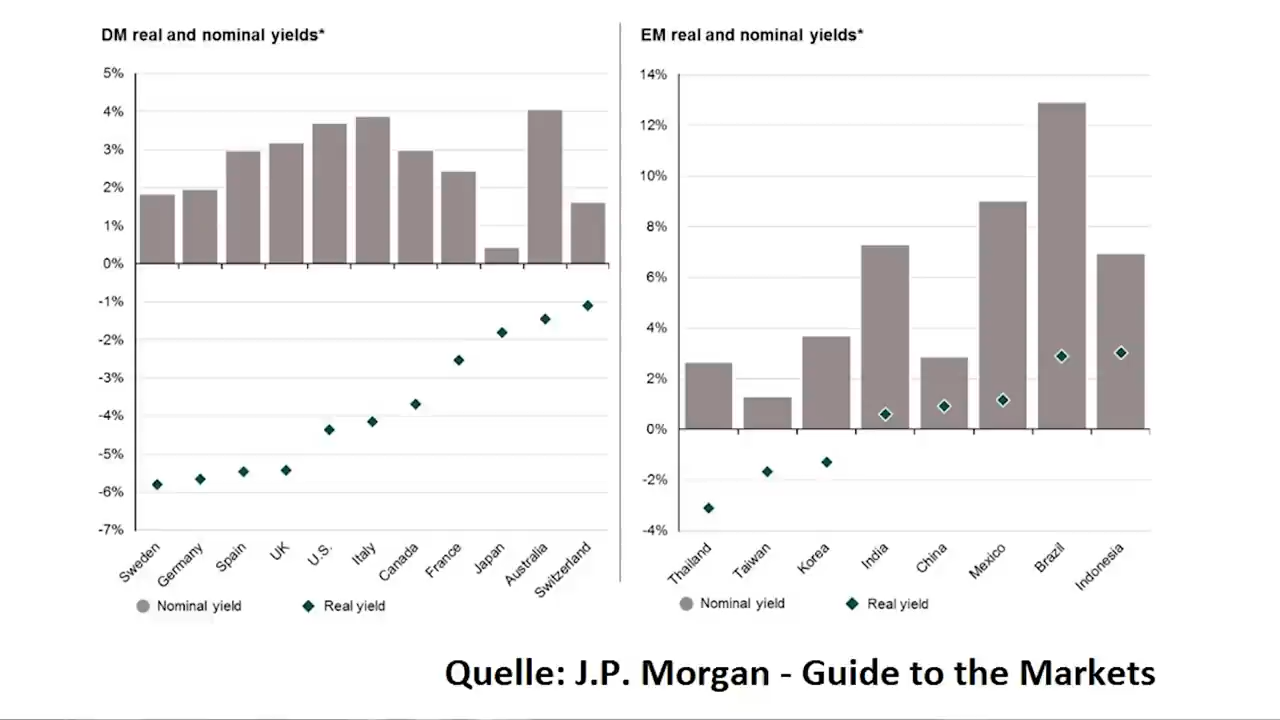 DM real and nominal yields*
5%
4%
3%
2%
1%
0%
-1%
-2%
-3%
-4%
-5%
-6%
-7%
Sweden
Germany
Spain
UK
U.S.
Italy
Canada
France
Japan
Australia
Switzerland
Nominal yield
Real yield
EM real and nominal yields*
14%
12%
10%
8%
6%
4%
2%
0%
-2%
-4%
Thailand
Taiwan
Korea
India
China
Mexico
Brazil
Indonesia
Nominal yield
Real yield
Quelle: J.P. Morgan - Guide to the Markets